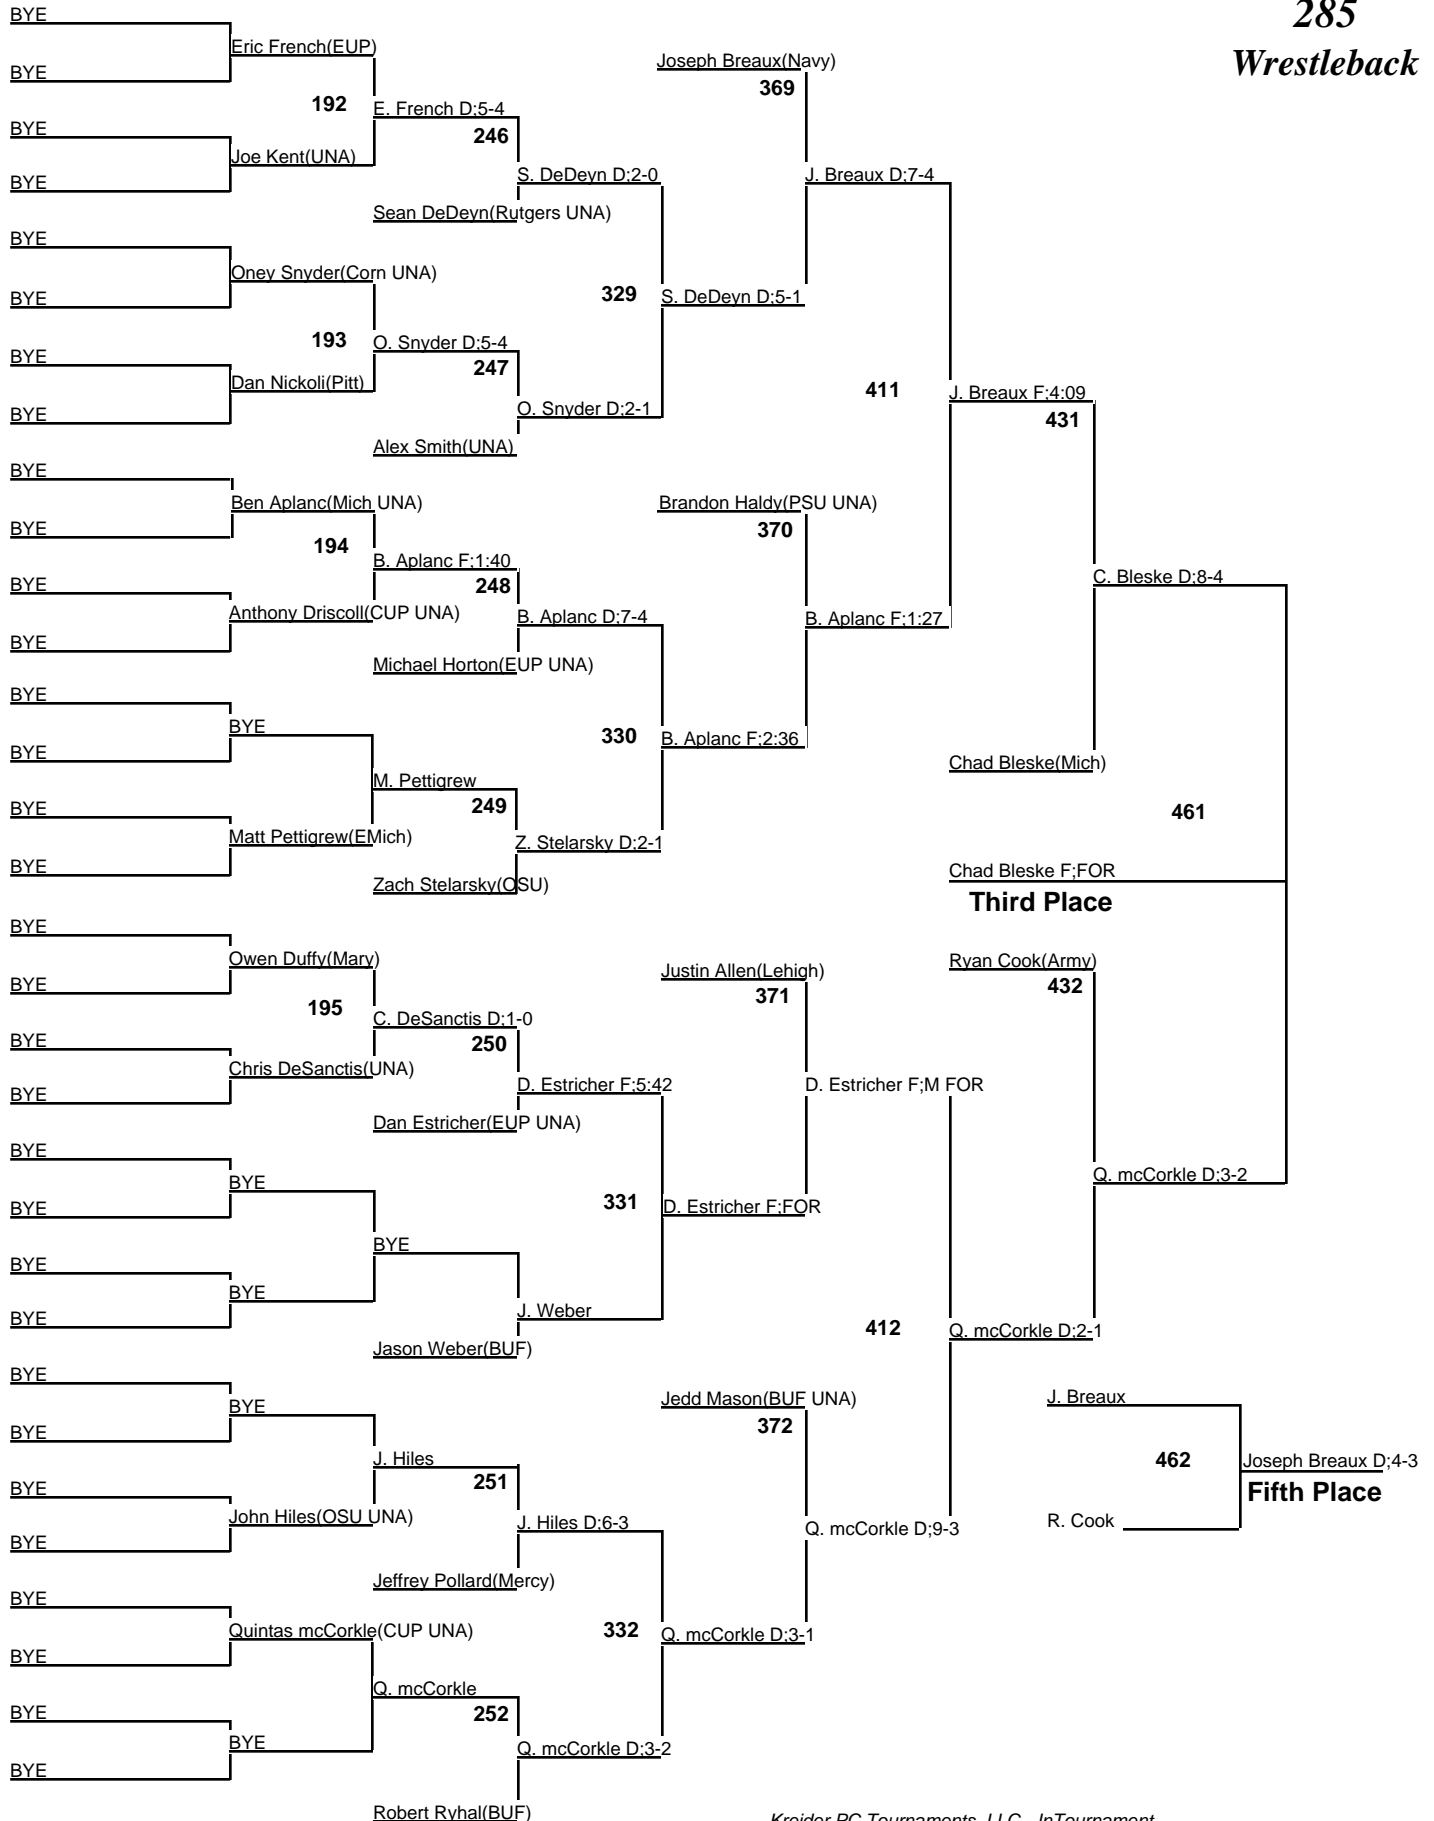 BYE
285
Eric French(EUP)
Joseph Breaux(Navy)
Wrestleback
BYE
369
192
E. French D;5-4
BYE
246
Joe Kent(UNA)
S. DeDeyn D;2-0
J. Breaux D;7-4
BYE
Sean DeDeyn(Rutgers UNA)
BYE
Oney Snyder(Corn UNA)
329
S. DeDeyn D;5-1
BYE
193
O. Snyder D;5-4
BYE
247
Dan Nickoli(Pitt)
411
J. Breaux F;4:09
O. Snyder D;2-1
BYE
431
Alex Smith(UNA)
BYE
Ben Aplanc(Mich UNA)
Brandon Haldy(PSU UNA)
BYE
370
194
B. Aplanc F;1:40
C. Bleske D;8-4
BYE
248
Anthony Driscoll(CUP UNA)
B. Aplanc D;7-4
B. Aplanc F;1:27
BYE
Michael Horton(EUP UNA)
BYE
BYE
330
B. Aplanc F;2:36
BYE
Chad Bleske(Mich)
M. Pettigrew
BYE
249
461
Matt Pettigrew(EMich)
Z. Stelarsky D;2-1
BYE
Chad Bleske F;FOR
Zach Stelarsky(OSU)
Third Place
BYE
Owen Duffy(Mary)
Ryan Cook(Army)
Justin Allen(Lehigh)
BYE
432
371
195
C. DeSanctis D;1-0
BYE
250
Chris DeSanctis(UNA)
D. Estricher F;5:42
D. Estricher F;M FOR
BYE
Dan Estricher(EUP UNA)
BYE
Q. mcCorkle D;3-2
BYE
331
D. Estricher F;FOR
BYE
BYE
BYE
BYE
J. Weber
BYE
412
Q. mcCorkle D;2-1
Jason Weber(BUF)
BYE
Jedd Mason(BUF UNA)
J. Breaux
BYE
372
BYE
J. Hiles
462
Joseph Breaux D;4-3
251
BYE
Fifth Place
John Hiles(OSU UNA)
J. Hiles D;6-3
R. Cook
Q. mcCorkle D;9-3
BYE
Jeffrey Pollard(Mercy)
BYE
Quintas mcCorkle(CUP UNA)
332
Q. mcCorkle D;3-1
BYE
Q. mcCorkle
BYE
252
BYE
Q. mcCorkle D;3-2
BYE
Robert Ryhal(BUF)
Kreider PC Tournaments, LLC - InTournament